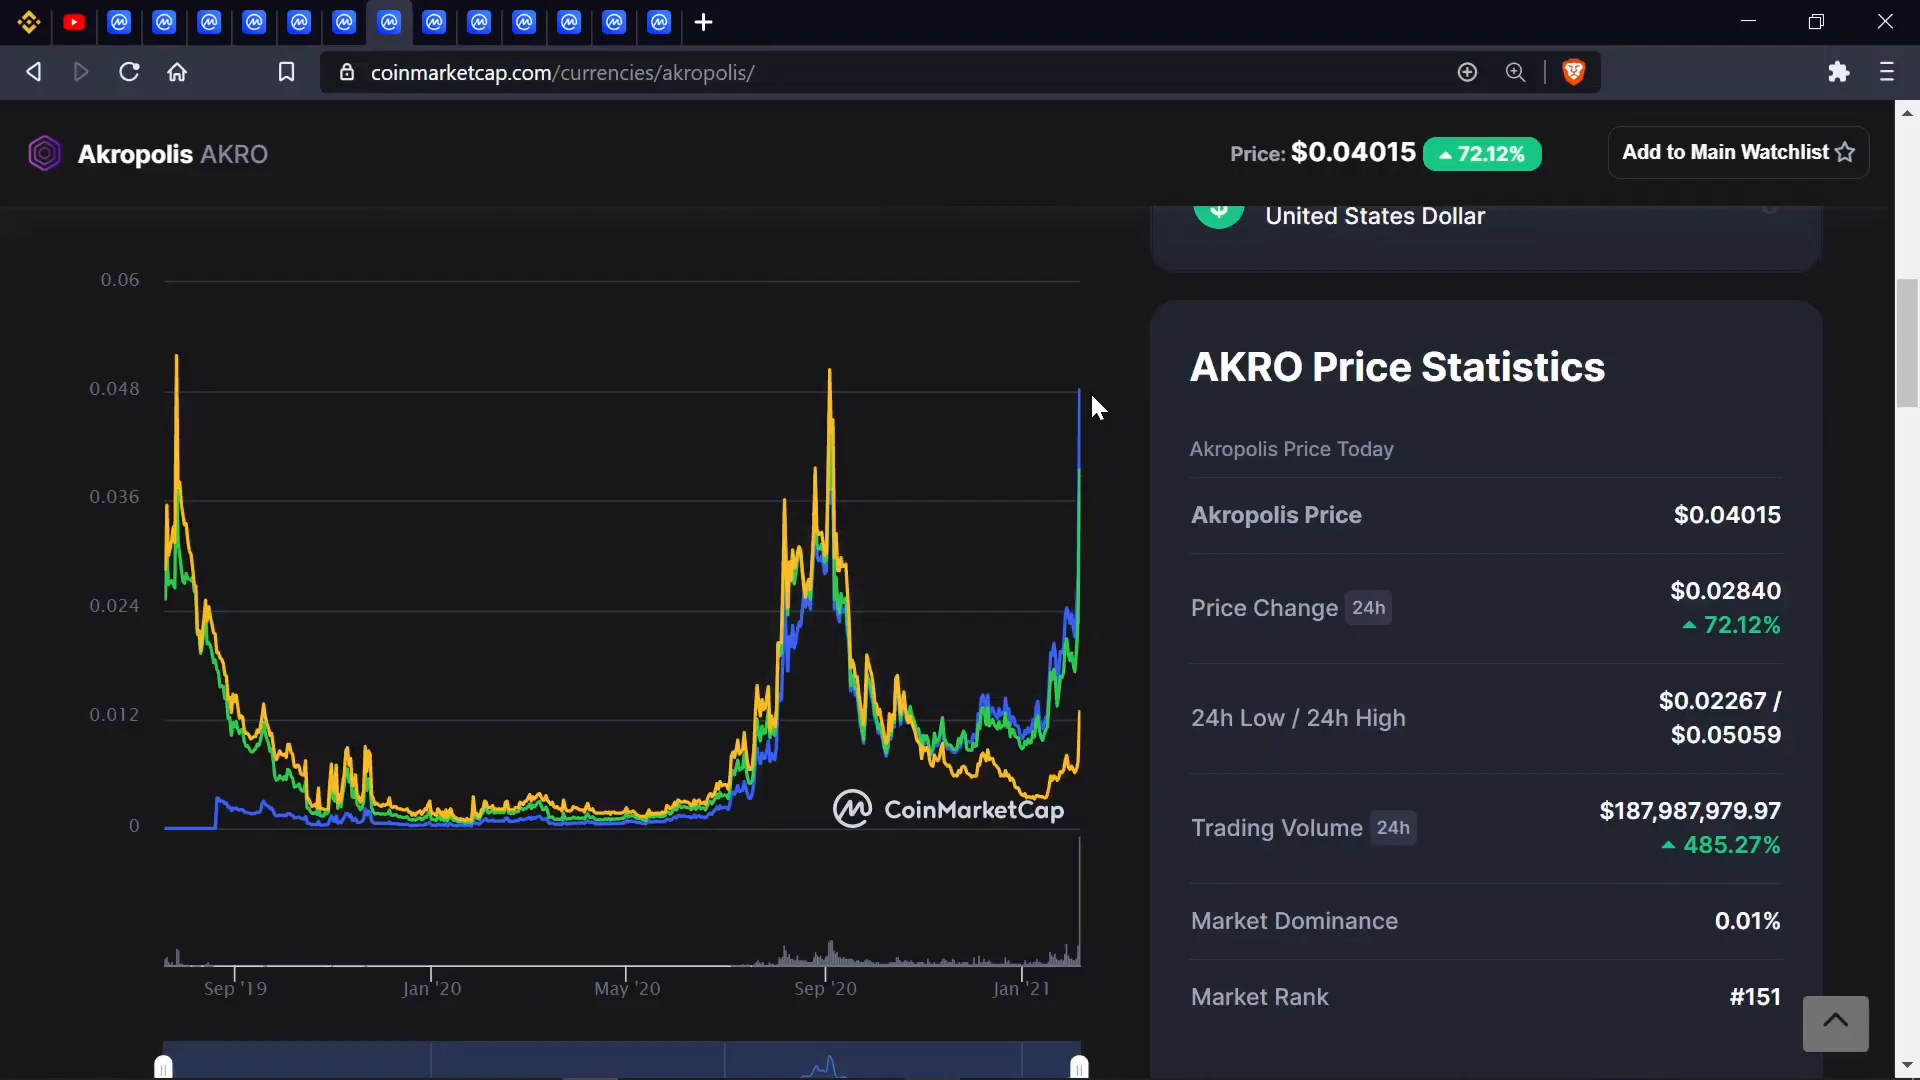 coinmarketcap.com/currencies/akropolis/
Akropolis AKRO
Price: $0.04015 72.12%
Add to Main Watchlist
United States Dollar
0.06
0.048
0.036
0.024
0.012
0
CoinMarketCap
Sep '19
Jan '20
May '20
Sep '20
Jan '21
AKRO Price Statistics
Akropolis Price Today
Akropolis Price
$0.04015
Price Change 24h
$0.02840
72.12%
24h Low / 24h High
$0.02267 /
$0.05059
Trading Volume 24h
$187,987,979.97
485.27%
Market Dominance
0.01%
Market Rank
#151